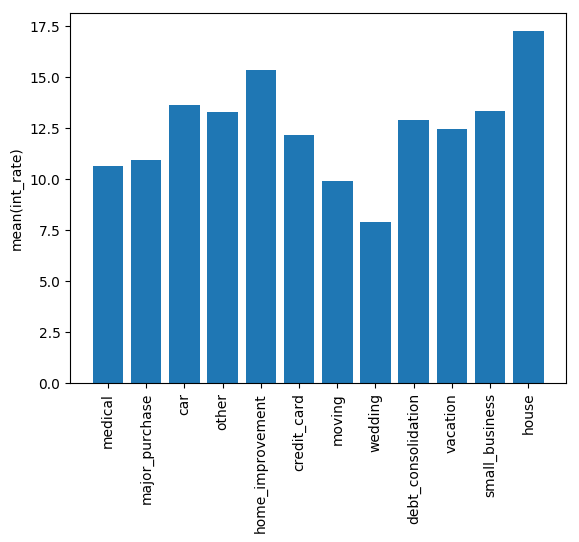 17.5
15.0
12.5
10.0
7.5
5.0
2.5
0.0
mean(int_rate)
medical
major_purchase
car
other
home_improvement
credit_card
moving
wedding
debt_consolidation
vacation
small_business
house